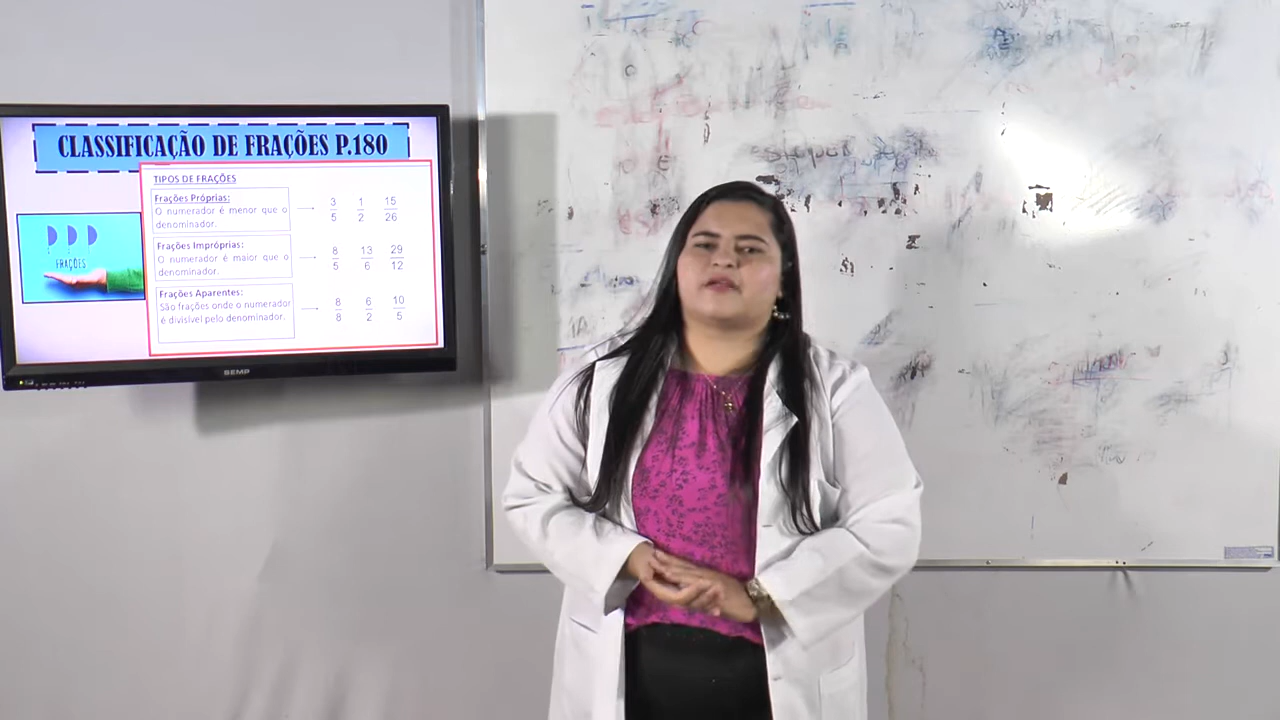 CLASSIFICAÇÃO DE FRAÇÕES P.180
TIPOS DE FRAÇÕES
Frações Próprias:
O numerador é menor que o
denominador.
3/5 1/2 15/26
Frações Impróprias:
O numerador é maior que o
denominador.
8/5 13/6 29/12
Frações Aparentes:
São frações onde o numerador
é divisível pelo denominador.
8/8 6/2 10/5
FRAÇÕES
SEMP